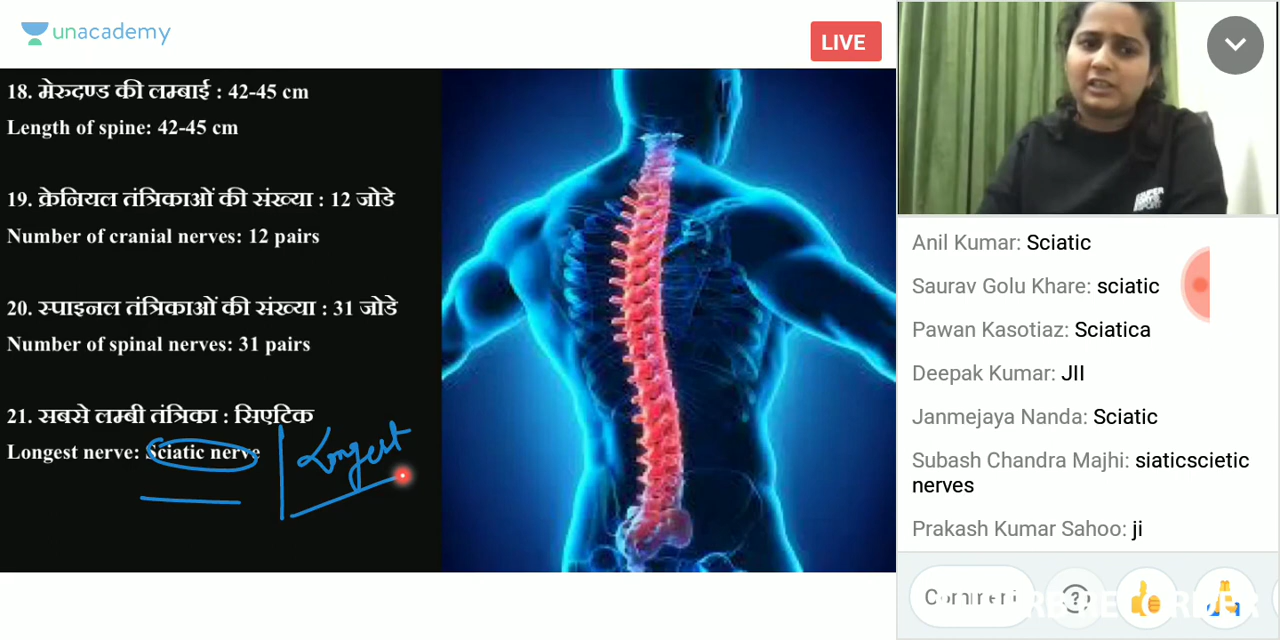 unacademy
LIVE
18. मेरुदण्ड की लम्बाई : 42-45 cm
Length of spine: 42-45 cm
19. क्रेनियल तंत्रिकाओं की संख्या : 12 जोडे
Number of cranial nerves: 12 pairs
20. स्पाइनल तंत्रिकाओं की संख्या : 31 जोडे
Number of spinal nerves: 31 pairs
21. सबसे लम्बी तंत्रिका : सिएटिक
Longest nerve: Sciatic nerve
Longest
Anil Kumar: Sciatic
Saurav Golu Khare: sciatic
Pawan Kasotiaz: Sciatica
Deepak Kumar: JII
Janmejaya Nanda: Sciatic
Subash Chandra Majhi: siaticscietic
nerves
Prakash Kumar Sahoo: ji